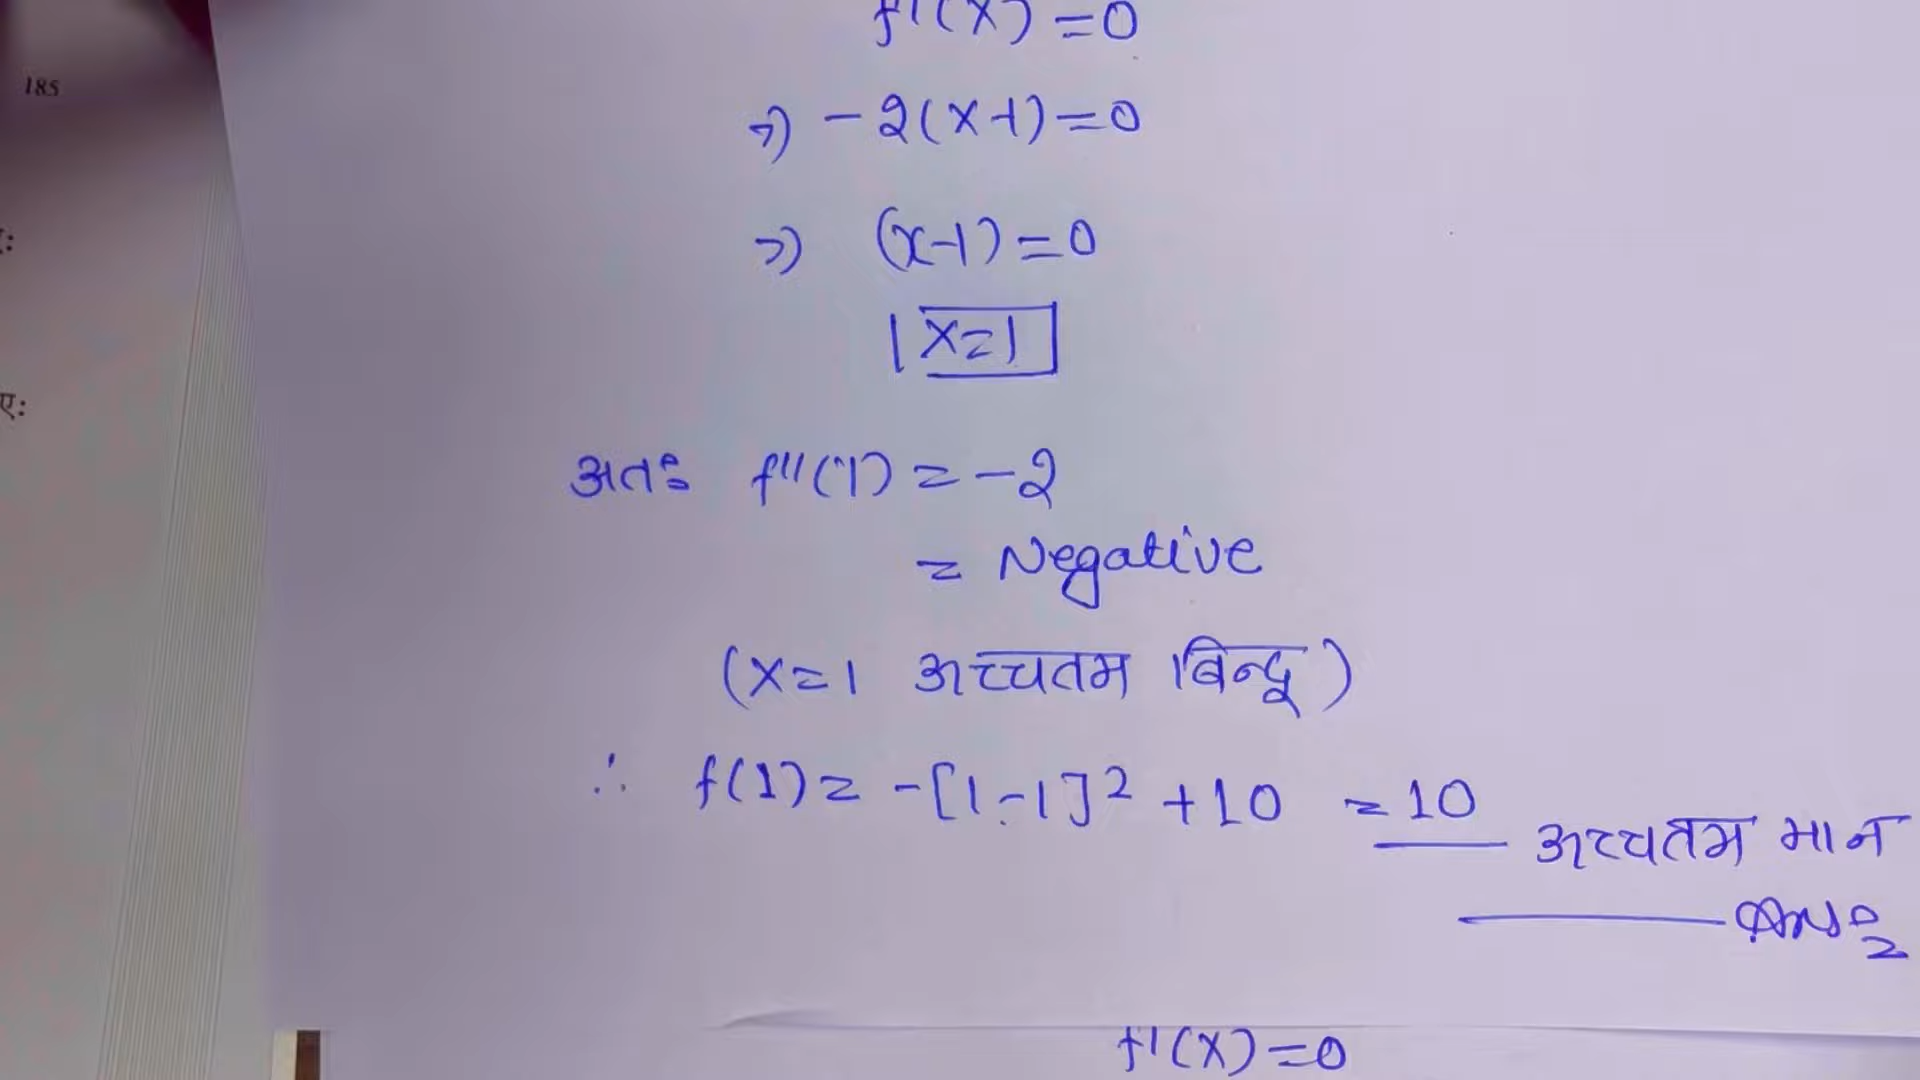 185
f'(x) =0
⇒ -2(x-1)=0
⇒ (x-1)=0
x=1
ए:
अतः f''(1) = -2
= Negative
(x=1 अच्चतम बिन्दू)
∴ f(1)= -[1-1]² +10 = 10
अच्चतम मान
Ans
f'(x)=0